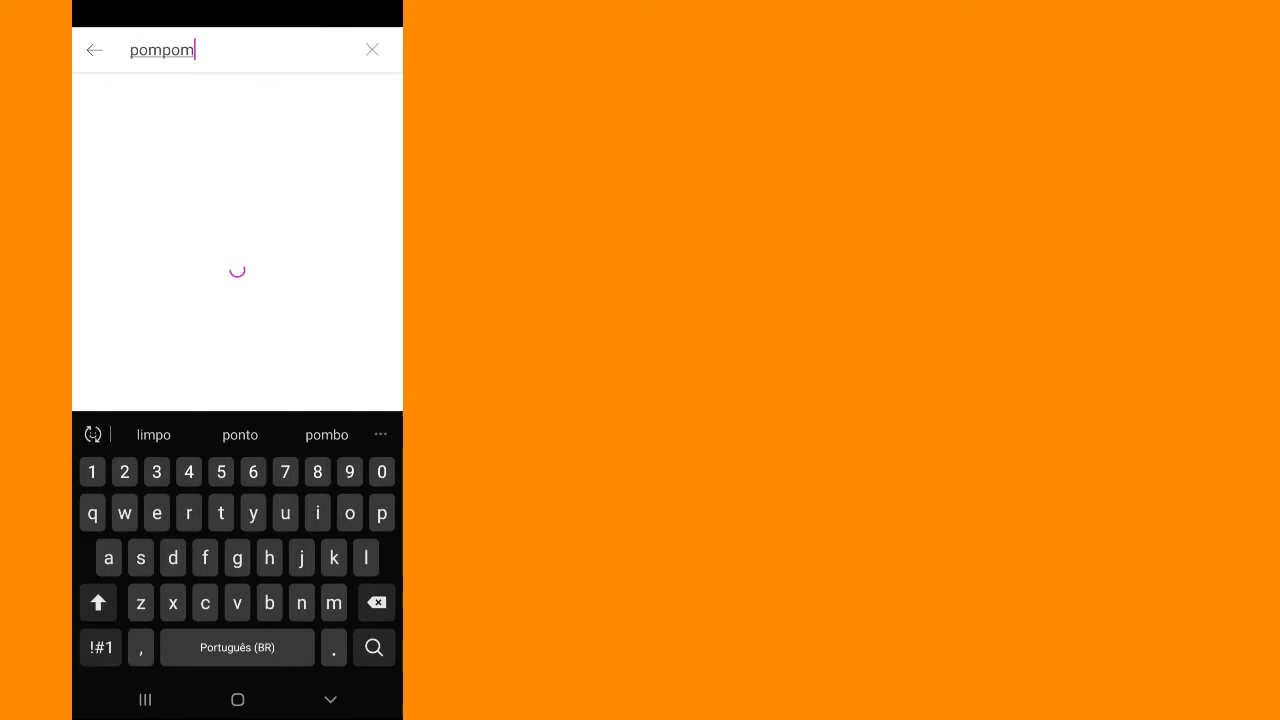 pompom
limpo ponto pombo
1 2 3 4 5 6 7 8 9 0
q w e r t y u i o p
a s d f g h j k l
z x c v b n m
!#1 , Português (BR) .